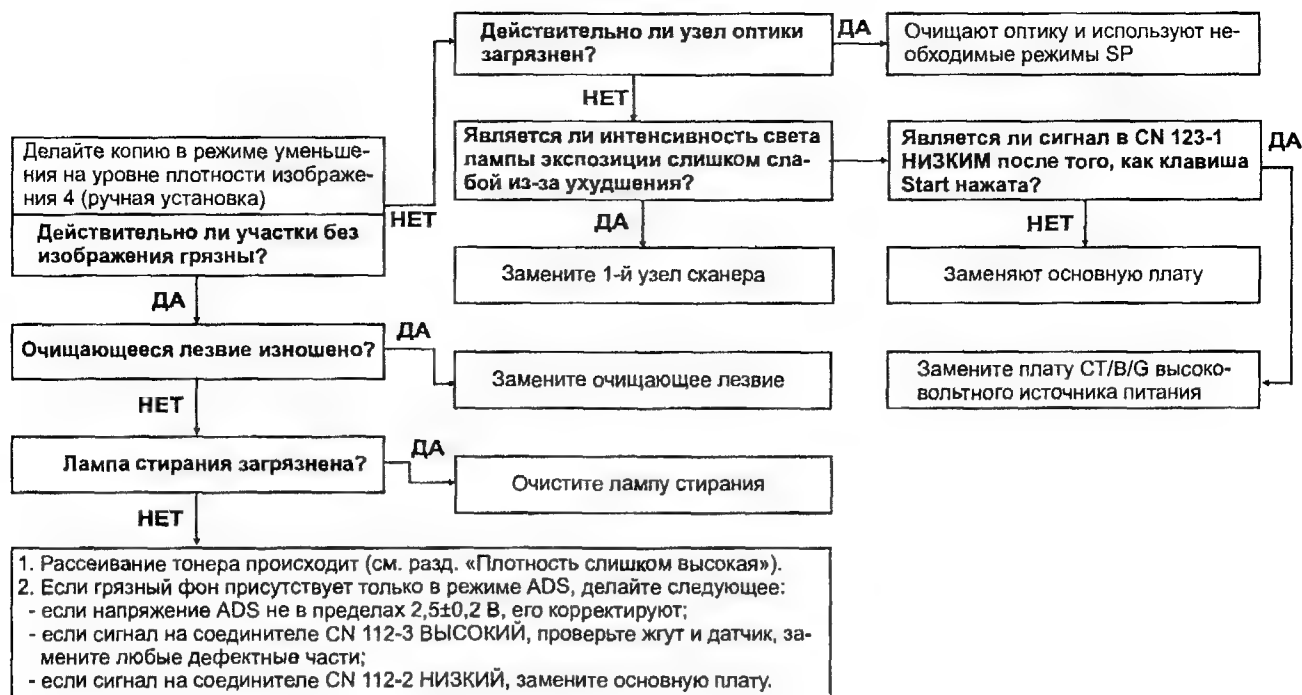 Действительно ли узел оптики
загрязнен?
ДА
Очищают оптику и используют не-
обходимые режимы SP
НЕТ
Делайте копию в режиме уменьше-
ния на уровне плотности изображе-
ния 4 (ручная установка)
Действительно ли участки без
изображения грязны?
НЕТ
Является ли интенсивность света
лампы экспозиции слишком сла-
бой из-за ухудшения?
Является ли сигнал в CN 123-1
НИЗКИМ после того, как клавиша
Start нажата?
ДА
ДА
НЕТ
Замените 1-й узел сканера
Заменяют основную плату
ДА
Очищающееся лезвие изношено?
ДА
Замените очищающее лезвие
Замените плату CT/B/G высоко-
вольтного источника питания
НЕТ
Лампа стирания загрязнена?
ДА
Очистите лампу стирания
НЕТ
1. Рассеивание тонера происходит (см. разд. «Плотность слишком высокая»).
2. Если грязный фон присутствует только в режиме ADS, делайте следующее:
- если напряжение ADS не в пределах 2,5±0,2 В, его корректируют;
- если сигнал на соединителе CN 112-3 ВЫСОКИЙ, проверьте жгут и датчик, за-
мените любые дефектные части;
- если сигнал на соединителе CN 112-2 НИЗКИЙ, замените основную плату.